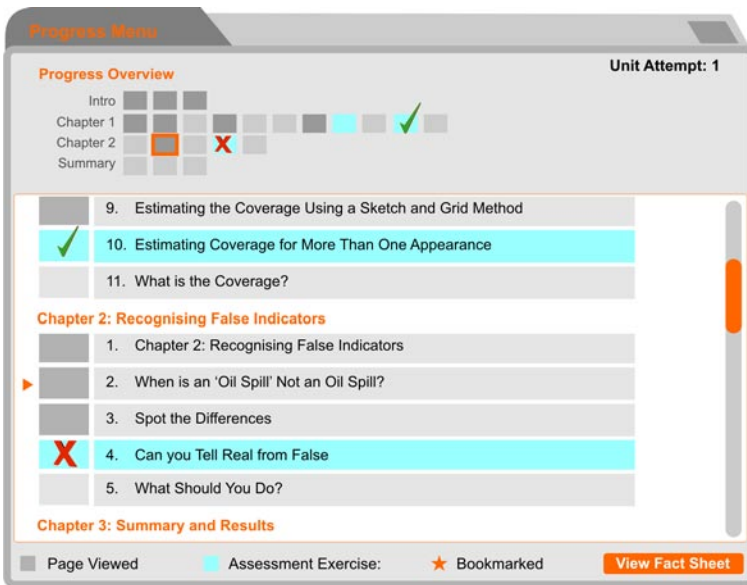 Progress Menu
Unit Attempt: 1
Progress Overview
Intro
Chapter 1
Chapter 2
Summary
9. Estimating the Coverage Using a Sketch and Grid Method
10. Estimating Coverage for More Than One Appearance
11. What is the Coverage?
Chapter 2: Recognising False Indicators
1. Chapter 2: Recognising False Indicators
2. When is an ‘Oil Spill’ Not an Oil Spill?
3. Spot the Differences
4. Can you Tell Real from False
5. What Should You Do?
Chapter 3: Summary and Results
Page Viewed Assessment Exercise: Bookmarked View Fact Sheet